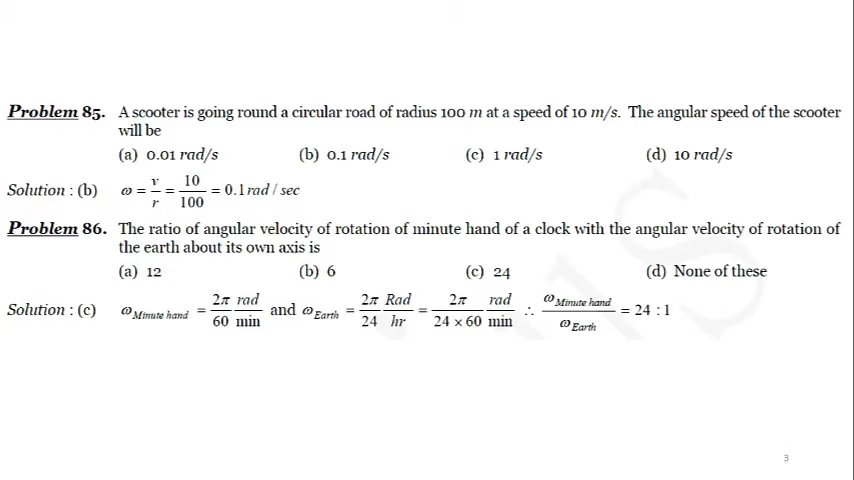 Problem 85. A scooter is going round a circular road of radius 100 m at a speed of 10 m/s. The angular speed of the scooter
will be
(a) 0.01 rad/s (b) 0.1 rad/s (c) 1 rad/s (d) 10 rad/s
Solution : (b) ω = v/r = 10/100 = 0.1 rad / sec
Problem 86. The ratio of angular velocity of rotation of minute hand of a clock with the angular velocity of rotation of
the earth about its own axis is
(a) 12 (b) 6 (c) 24 (d) None of these
Solution : (c) ω Minute hand = 2π/60 rad/min and ω Earth = 2π/24 Rad/hr = 2π/(24 × 60) rad/min ∴ ω Minute hand/ω Earth = 24 : 1
3